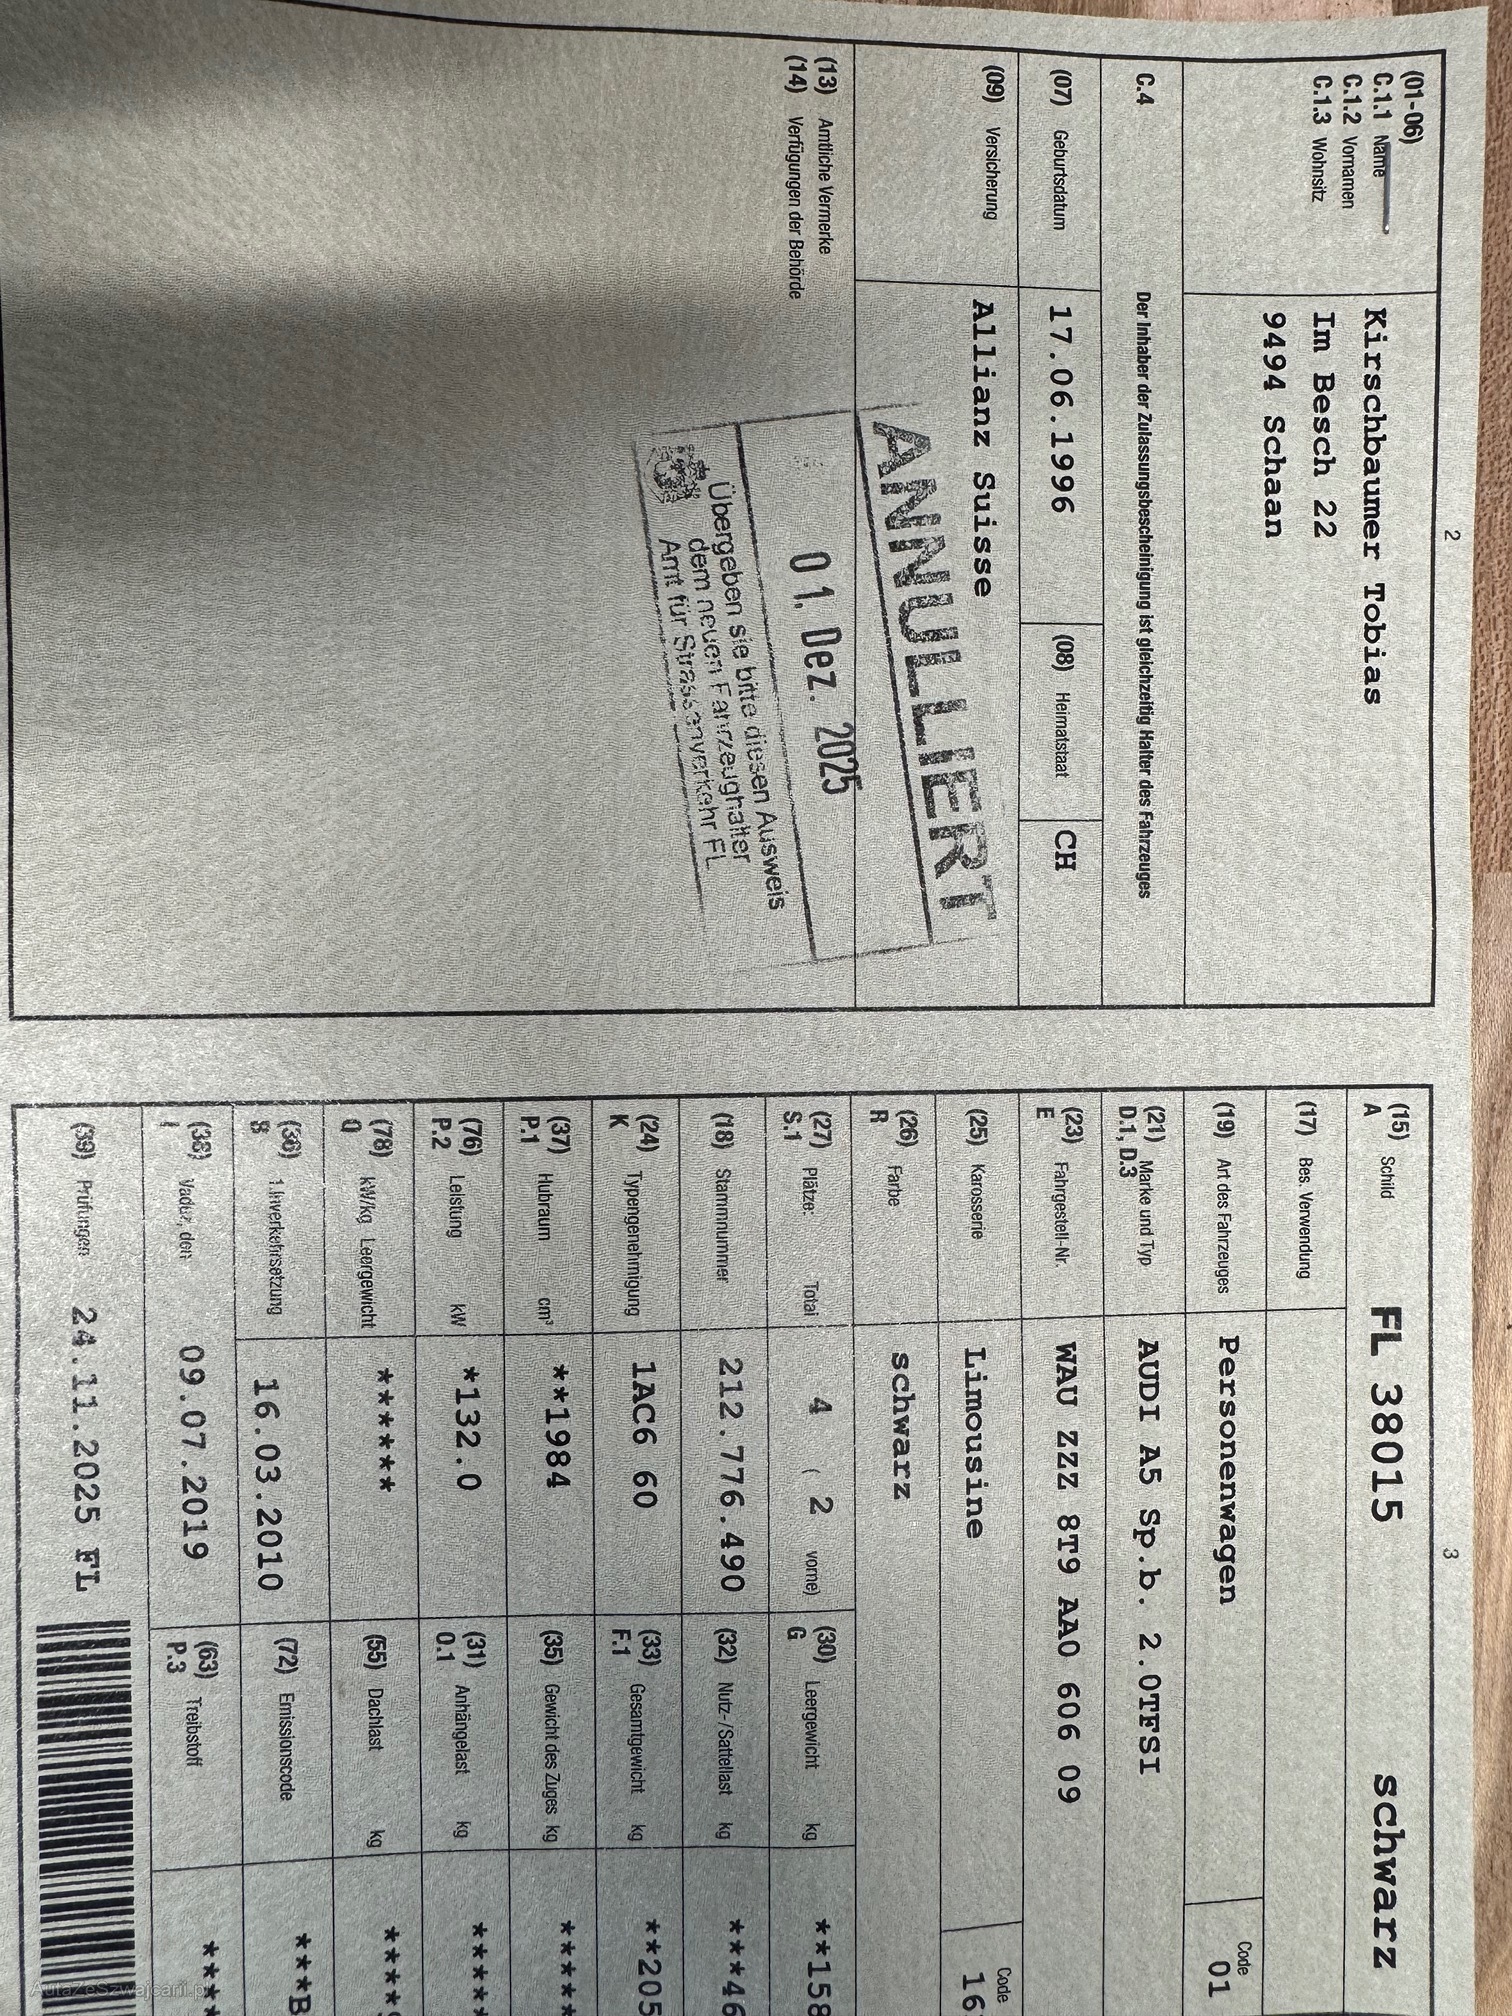 2
(01-06)
C.1.1 Name
C.1.2 Vornamen
C.1.3 Wohnsitz
Kirschbaumer Tobias
Im Besch 22
9494 Schaan
C.4 Der Inhaber der Zulassungsbescheinigung ist gleichzeitig Halter des Fahrzeuges
(07) Geburtsdatum 17.06.1996 (08) Heimatstaat CH
(09) Versicherung Allianz Suisse
ANNULLIERT
01. Dez. 2025
Übergeben sie bitte diesen Ausweis
dem neuen Fahrzeughalter
Amt für Strassenverkehr FL
(13) Amtliche Vermerke
(14) Verfügungen der Behörde
3
(15) Schild FL 38015 schwarz
A
(17) Bes. Verwendung
(19) Art des Fahrzeuges Personenwagen Code 01
(21) Marke und Typ AUDI A5 Sp.b. 2.0TFSI
D.1, D.3
(23) Fahrgestell-Nr. WAU ZZZ 8T9 AA0 606 09
E
(25) Karosserie Limousine Code 16
(26) Farbe schwarz
R
(27) Plätze: Total 4 ( 2 vorne) (30) Leergewicht kg **158
S.1 G
(18) Stammnummer 212.776.490 (32) Nutz-/Sattellast kg ***46
(24) Typengenehmigung 1AC6 60 (33) Gesamtgewicht kg **205
K F.1
(37) Hubraum cm³ **1984 (35) Gewicht des Zuges kg *****
P.1
(76) Leistung kW *132.0 (31) Anhängelast kg *****
P.2 O.1
(78) kW/kg Leergewicht ****** (55) Dachlast kg ****
Q
(36) 1.Inverkehrsetzung 16.03.2010 (72) Emissionscode ***B
B
(38) Vaduz, den 09.07.2019 (63) Treibstoff ****
I P.3
(39) Prüfungen 24.11.2025 FL
AutaZeSzwajcarii.pl